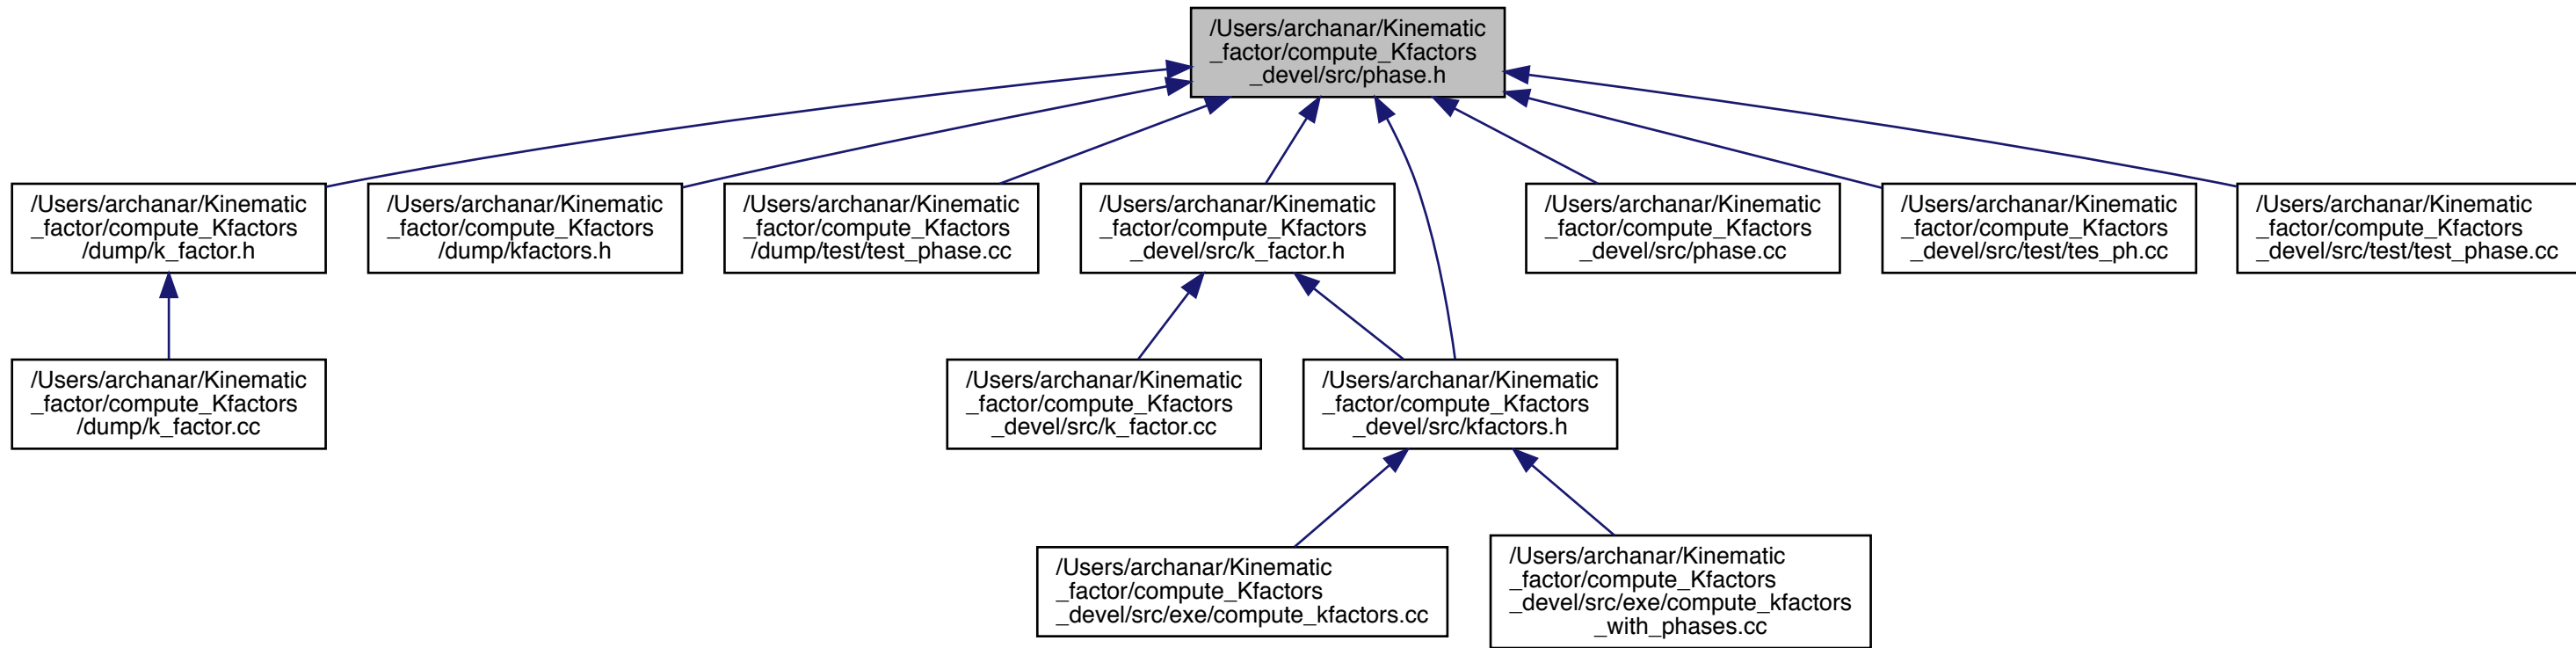 /Users/archanar/Kinematic
_factor/compute_Kfactors
_devel/src/phase.h
/Users/archanar/Kinematic
_factor/compute_Kfactors
/dump/k_factor.h
/Users/archanar/Kinematic
_factor/compute_Kfactors
/dump/kfactors.h
/Users/archanar/Kinematic
_factor/compute_Kfactors
/dump/test/test_phase.cc
/Users/archanar/Kinematic
_factor/compute_Kfactors
_devel/src/k_factor.h
/Users/archanar/Kinematic
_factor/compute_Kfactors
_devel/src/phase.cc
/Users/archanar/Kinematic
_factor/compute_Kfactors
_devel/src/test/tes_ph.cc
/Users/archanar/Kinematic
_factor/compute_Kfactors
_devel/src/test/test_phase.cc
/Users/archanar/Kinematic
_factor/compute_Kfactors
/dump/k_factor.cc
/Users/archanar/Kinematic
_factor/compute_Kfactors
_devel/src/k_factor.cc
/Users/archanar/Kinematic
_factor/compute_Kfactors
_devel/src/kfactors.h
/Users/archanar/Kinematic
_factor/compute_Kfactors
_devel/src/exe/compute_kfactors.cc
/Users/archanar/Kinematic
_factor/compute_Kfactors
_devel/src/exe/compute_kfactors
_with_phases.cc